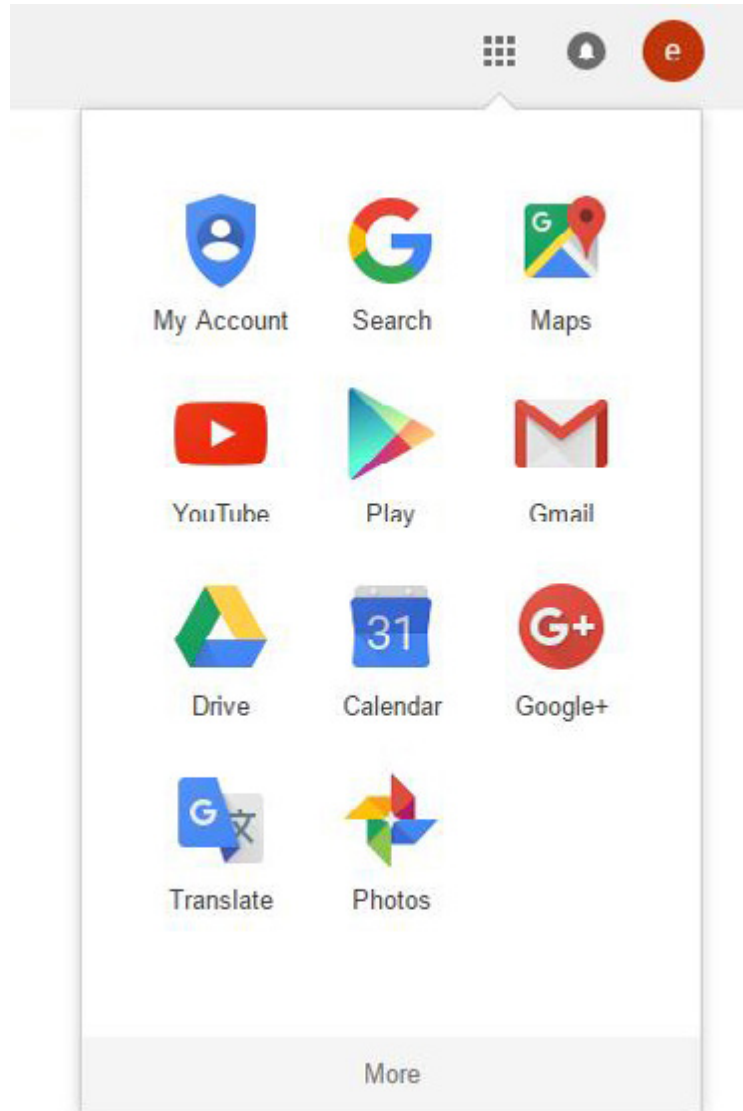 e
My Account Search Maps
G
YouTube Play Gmail
31 G+
Drive Calendar Google+
G 文
Translate Photos
More